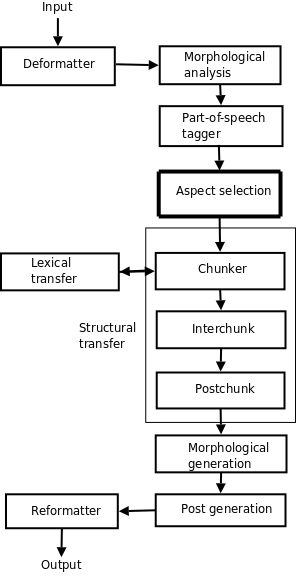 Input
Deformatter
Morphological
analysis
Part-of-speech
tagger
Aspect selection
Lexical
transfer
Chunker
Structural
transfer
Interchunk
Postchunk
Morphological
generation
Post generation
Reformatter
Output